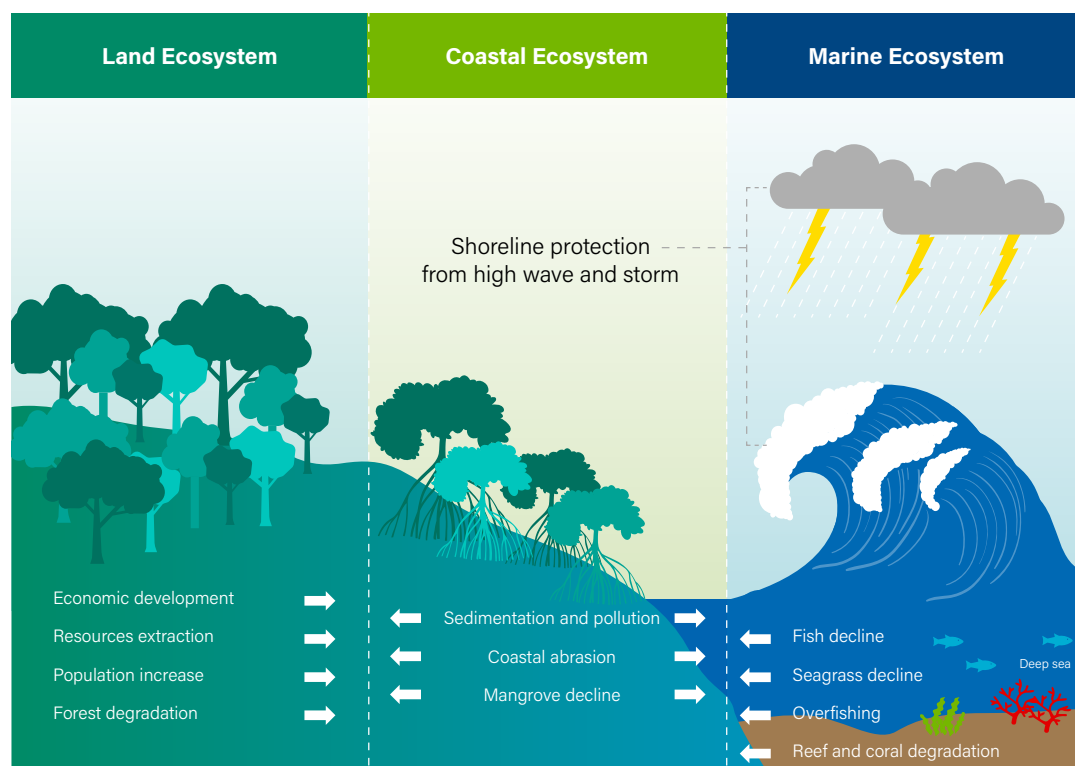 Land Ecosystem
Coastal Ecosystem
Marine Ecosystem
Shoreline protection
from high wave and storm
Economic development
Resources extraction
Population increase
Forest degradation
Sedimentation and pollution
Coastal abrasion
Mangrove decline
Fish decline
Seagrass decline
Deep sea
Overfishing
Reef and coral degradation